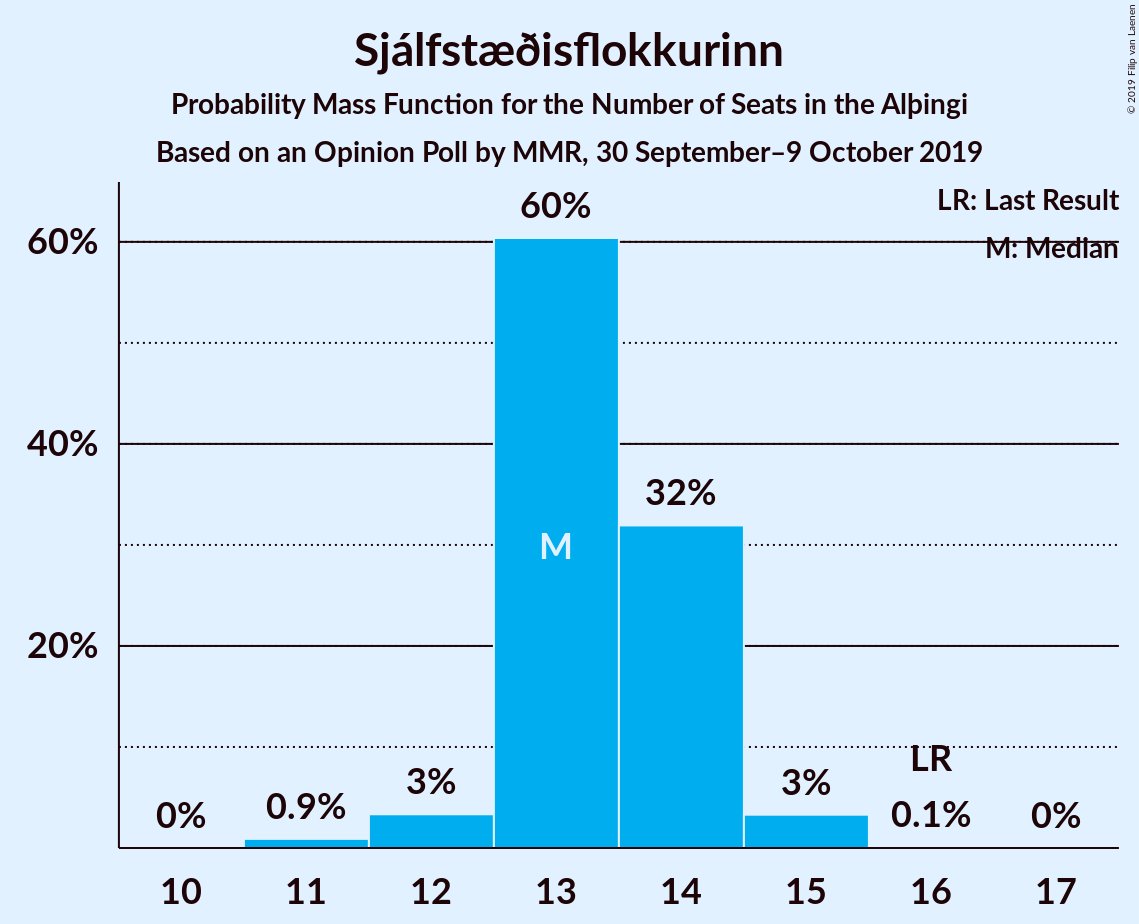 Sjálfstæðisflokkurinn
Probability Mass Function for the Number of Seats in the Alþingi
Based on an Opinion Poll by MMR, 30 September–9 October 2019
© 2019 Filip van Laenen
LR: Last Result
M: Median
60%
40%
20%
0%
0.9%
3%
60%
M
32%
3%
LR
0.1%
0%
10 11 12 13 14 15 16 17